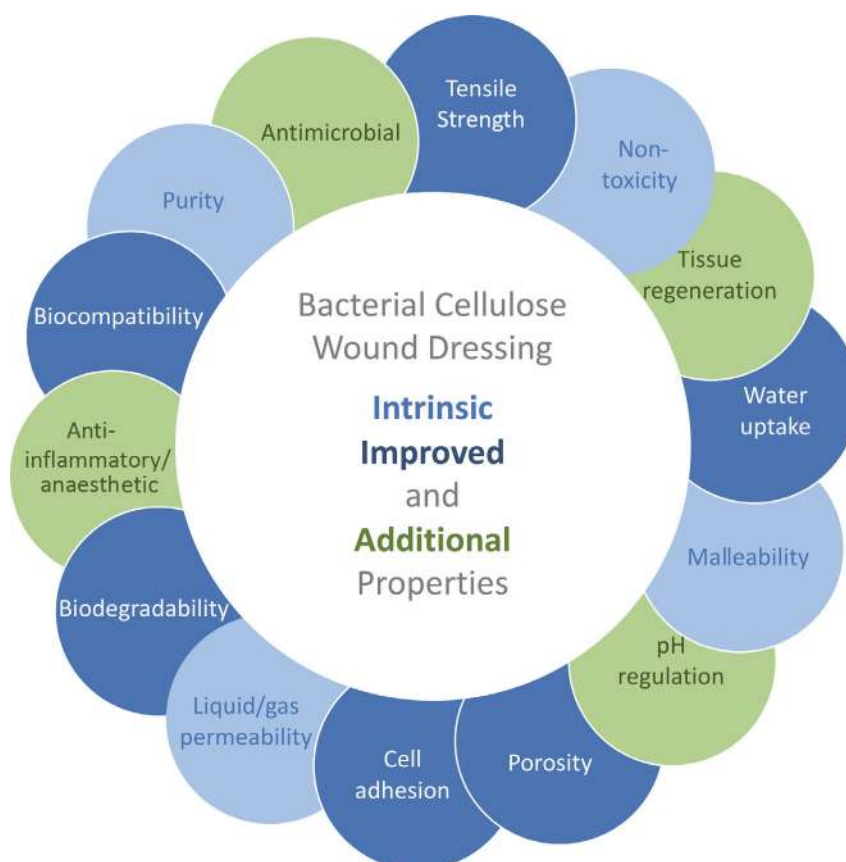 Tensile
Strength
Non-
toxicity
Tissue
regeneration
Water
uptake
Malleability
pH
regulation
Porosity
Cell
adhesion
Liquid/gas
permeability
Biodegradability
Anti-
inflammatory/
anaesthetic
Biocompatibility
Purity
Antimicrobial
Bacterial Cellulose
Wound Dressing
Intrinsic
Improved
and
Additional
Properties